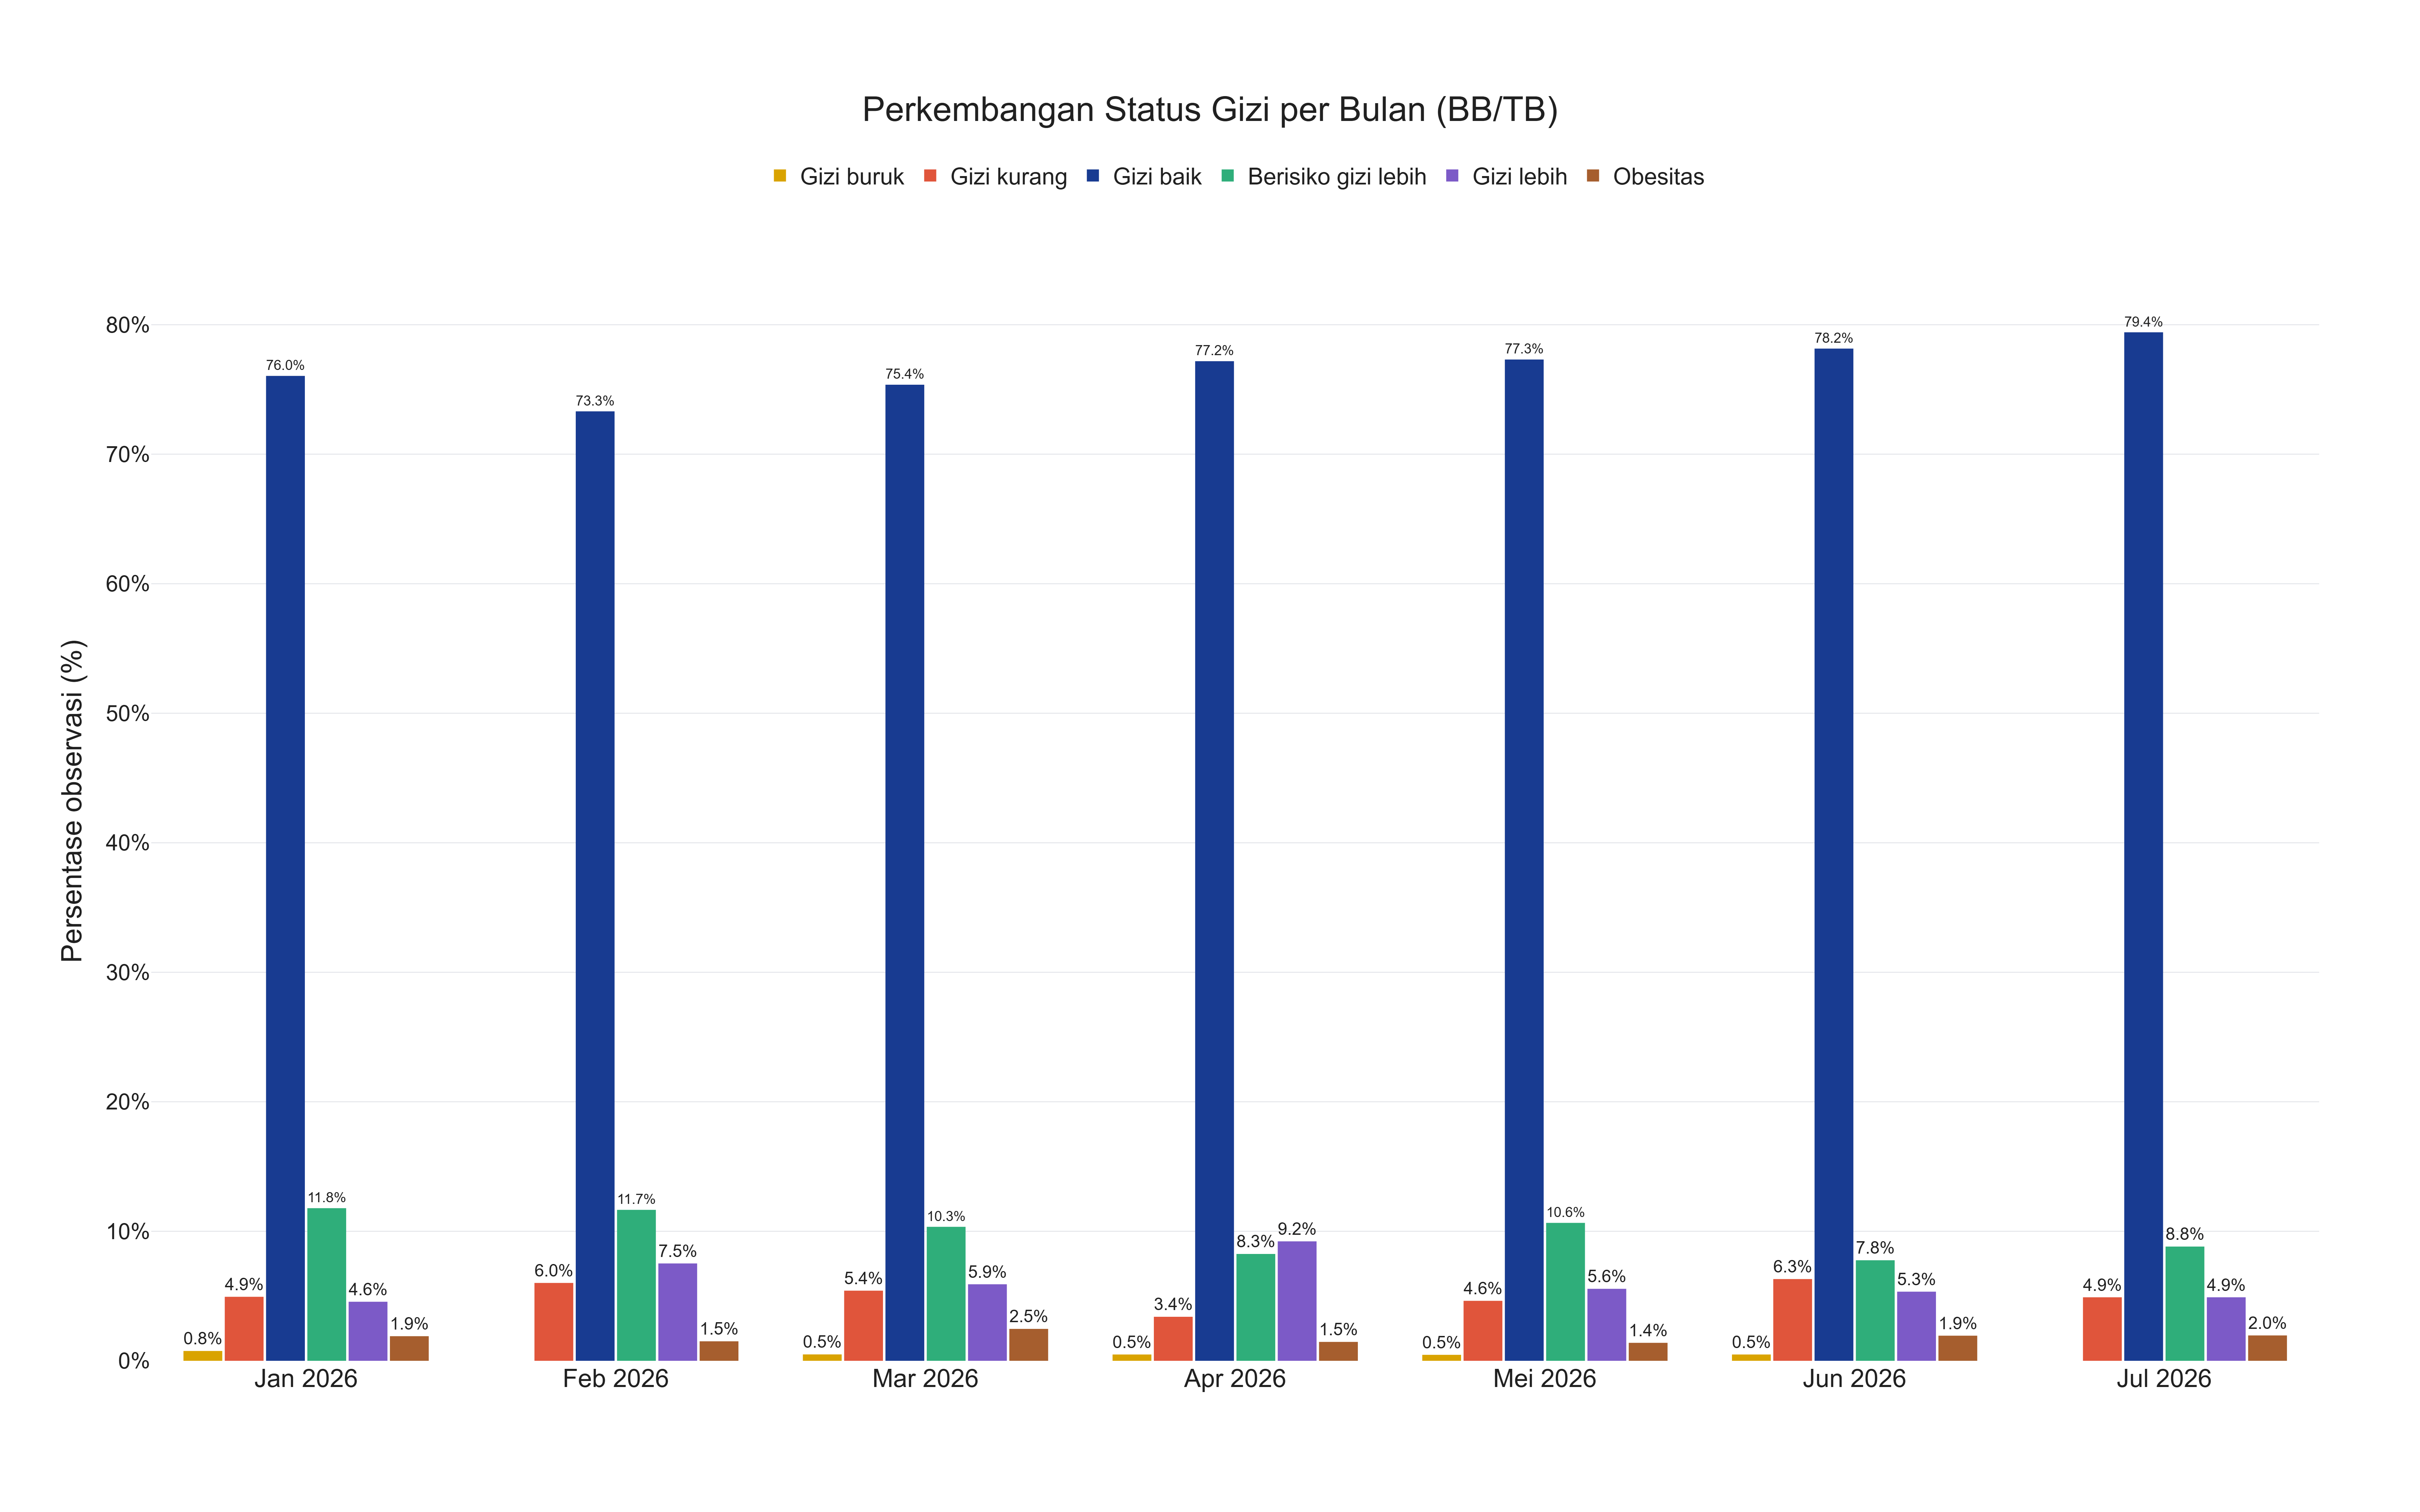 Perkembangan Status Gizi per Bulan (BB/TB)
Gizi buruk Gizi kurang Gizi baik Berisiko gizi lebih Gizi lebih Obesitas
Persentase observasi (%)
80%
70%
60%
50%
40%
30%
20%
10%
0%
0.8% 4.9% 76.0% 11.8% 4.6% 1.9%
6.0% 73.3% 11.7% 7.5% 1.5%
0.5% 5.4% 75.4% 10.3% 5.9% 2.5%
0.5% 3.4% 77.2% 8.3% 9.2% 1.5%
0.5% 4.6% 77.3% 10.6% 5.6% 1.4%
0.5% 6.3% 78.2% 7.8% 5.3% 1.9%
4.9% 79.4% 8.8% 4.9% 2.0%
Jan 2026 Feb 2026 Mar 2026 Apr 2026 Mei 2026 Jun 2026 Jul 2026